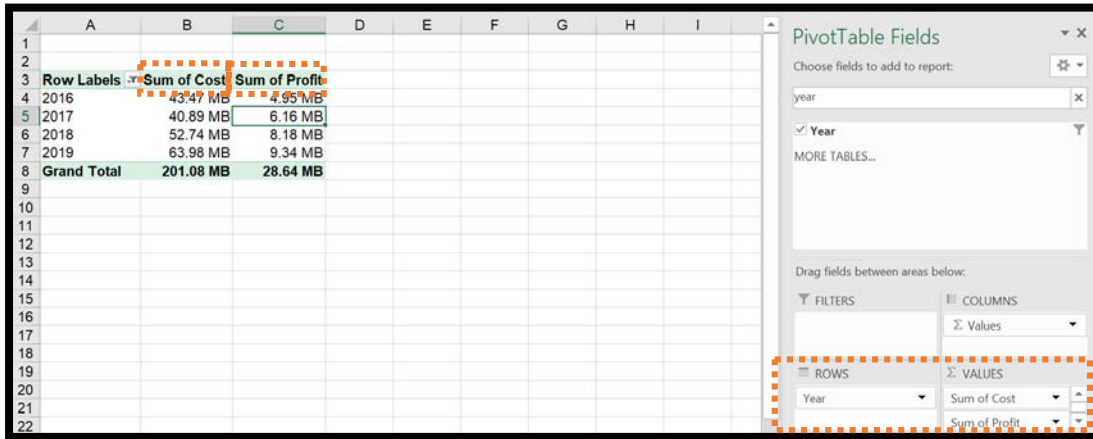 A B C D E F G H I
1
2
3 Row Labels Sum of Cost Sum of Profit
4 2016 43.47 MB 4.95 MB
5 2017 40.89 MB 6.16 MB
6 2018 52.74 MB 8.18 MB
7 2019 63.98 MB 9.34 MB
8 Grand Total 201.08 MB 28.64 MB
9
10
11
12
13
14
15
16
17
18
19
20
21
22
PivotTable Fields
Choose fields to add to report:
year
Year
MORE TABLES...
Drag fields between areas below:
FILTERS
COLUMNS
Σ Values
ROWS
Year
Σ VALUES
Sum of Cost
Sum of Profit